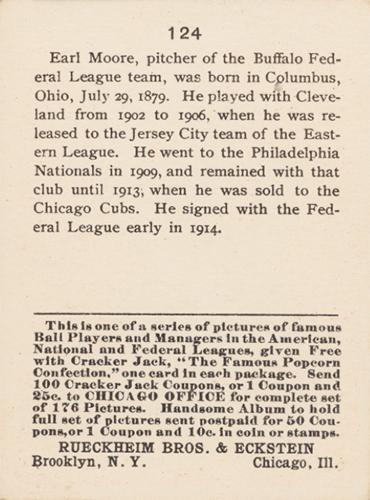 124
Earl Moore, pitcher of the Buffalo Fed-
eral League team, was born in Columbus,
Ohio, July 29, 1879. He played with Cleve-
land from 1902 to 1906, when he was re-
leased to the Jersey City team of the East-
ern League. He went to the Philadelphia
Nationals in 1909, and remained with that
club until 1913, when he was sold to the
Chicago Cubs. He signed with the Fed-
eral League early in 1914.
This is one of a series of pictures of famous
Ball Players and Managers in the American,
National and Federal Leagues, given Free
with Cracker Jack, "The Famous Popcorn
Confection," one card in each package. Send
100 Cracker Jack Coupons, or 1 Coupon and
25c. to CHICAGO OFFICE for complete set
of 176 Pictures. Handsome Album to hold
full set of pictures sent postpaid for 50 Cou-
pons, or 1 Coupon and 10c. in coin or stamps.
RUECKHEIM BROS. & ECKSTEIN
Brooklyn, N. Y. Chicago, Ill.